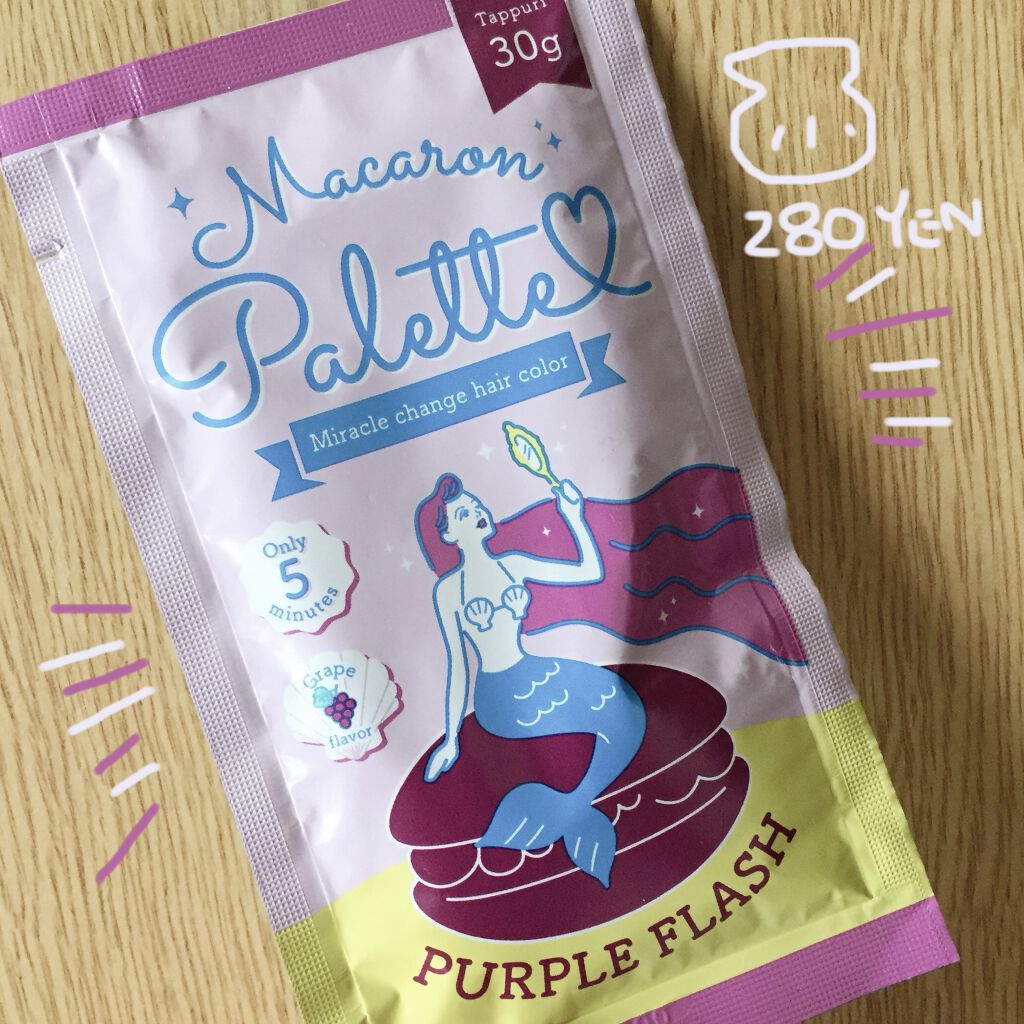 Tappuri
30g
Macaron
Palette
Miracle change hair color
Only
5
minutes
Grape
flavor
PURPLE FLASH
280 YEN